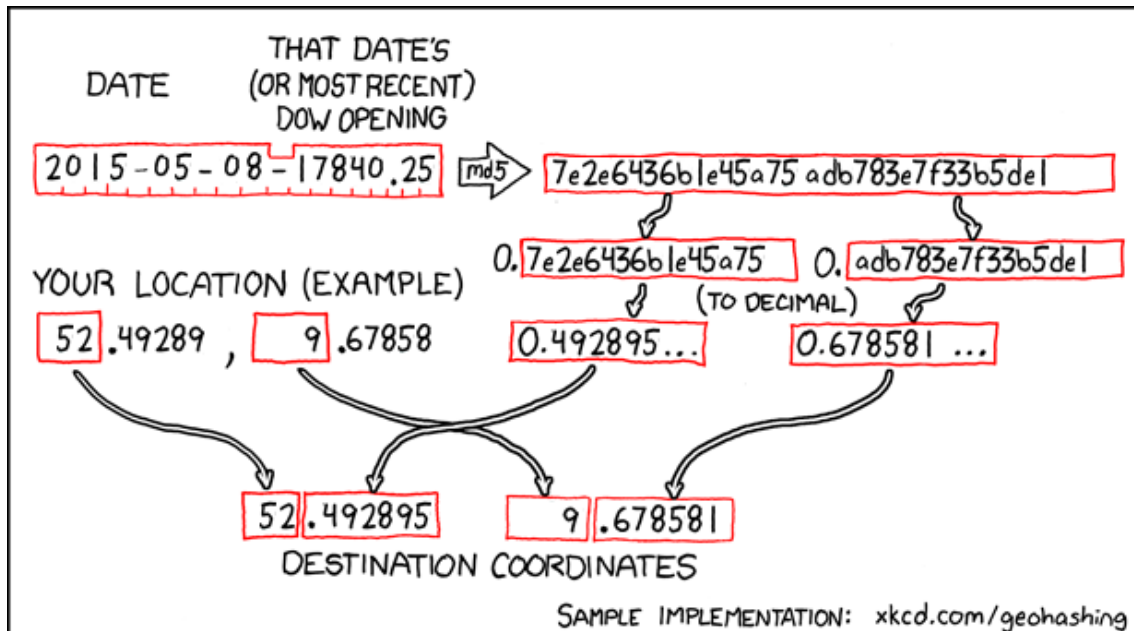 THAT DATE'S
DATE (OR MOST RECENT)
DOW OPENING
2015-05-08-17840.25 md5 7e2e6436b1e45a75 adb783e7f33b5de1
0.7e2e6436b1e45a75 0.adb783e7f33b5de1
YOUR LOCATION (EXAMPLE) (TO DECIMAL)
52.49289, 9.67858 0.492895... 0.678581 ...
52.492895 9.678581
DESTINATION COORDINATES
SAMPLE IMPLEMENTATION: xkcd.com/geohashing